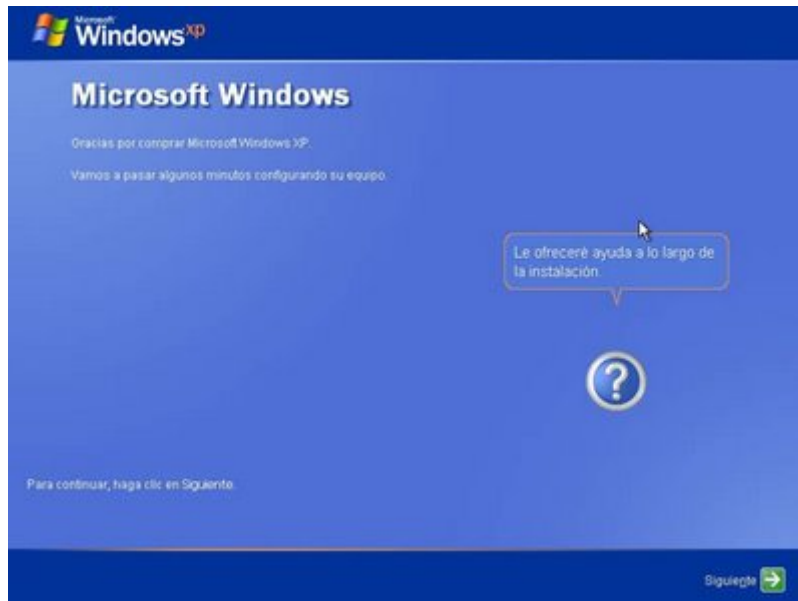 Microsoft
Windows xp
Microsoft Windows
Gracias por comprar Microsoft Windows XP.
Vamos a pasar algunos minutos configurando su equipo.
Le ofreceré ayuda a lo largo de
la instalación.
?
Para continuar, haga clic en Siguiente.
Siguiente